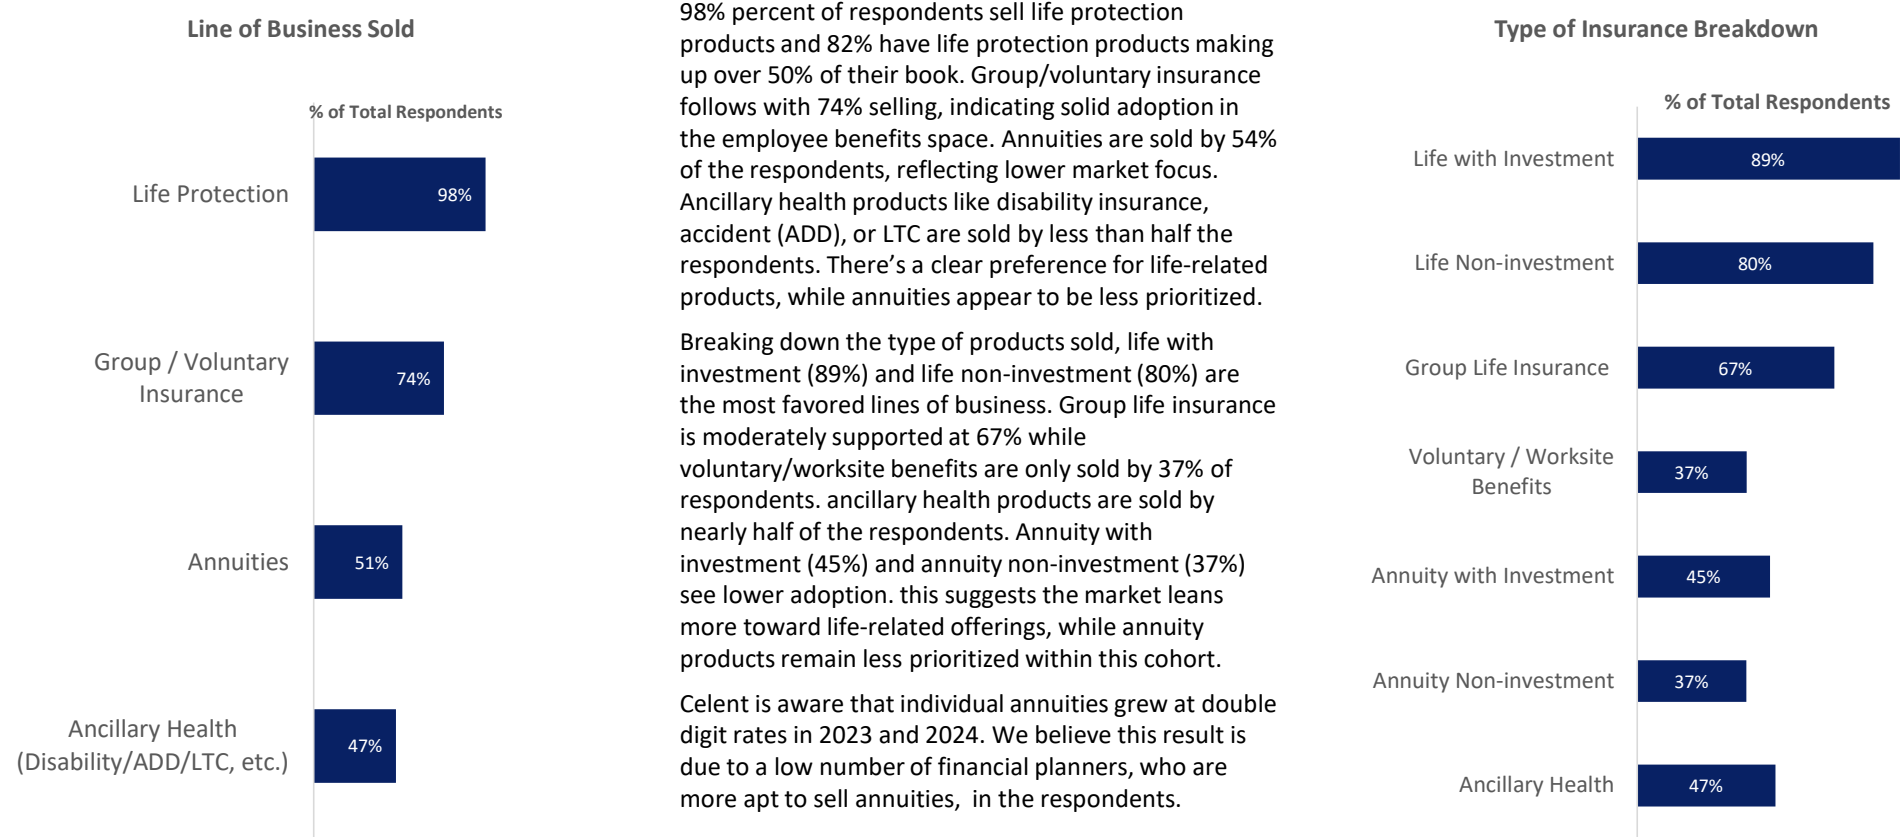 Line of Business Sold
% of Total Respondents
Life Protection
98%
Group / Voluntary
Insurance
74%
Annuities
51%
Ancillary Health
(Disability/ADD/LTC, etc.)
47%
98% percent of respondents sell life protection
products and 82% have life protection products making
up over 50% of their book. Group/voluntary insurance
follows with 74% selling, indicating solid adoption in
the employee benefits space. Annuities are sold by 54%
of the respondents, reflecting lower market focus.
Ancillary health products like disability insurance,
accident (ADD), or LTC are sold by less than half the
respondents. There’s a clear preference for life-related
products, while annuities appear to be less prioritized.
Breaking down the type of products sold, life with
investment (89%) and life non-investment (80%) are
the most favored lines of business. Group life insurance
is moderately supported at 67% while
voluntary/worksite benefits are only sold by 37% of
respondents. ancillary health products are sold by
nearly half of the respondents. Annuity with
investment (45%) and annuity non-investment (37%)
see lower adoption. this suggests the market leans
more toward life-related offerings, while annuity
products remain less prioritized within this cohort.
Celent is aware that individual annuities grew at double
digit rates in 2023 and 2024. We believe this result is
due to a low number of financial planners, who are
more apt to sell annuities,  in the respondents.
Type of Insurance Breakdown
% of Total Respondents
Life with Investment
89%
Life Non-investment
80%
Group Life Insurance
67%
Voluntary / Worksite
Benefits
37%
Annuity with Investment
45%
Annuity Non-investment
37%
Ancillary Health
47%